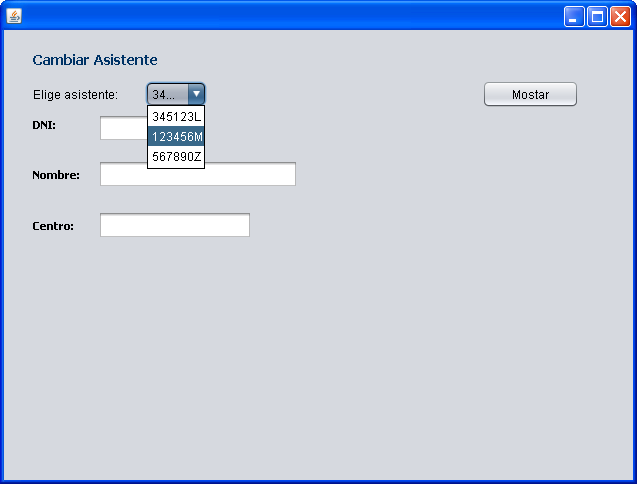 Cambiar Asistente
Elige asistente: 34... Mostar
345123L
DNI:
123456M
567890Z
Nombre:
Centro: